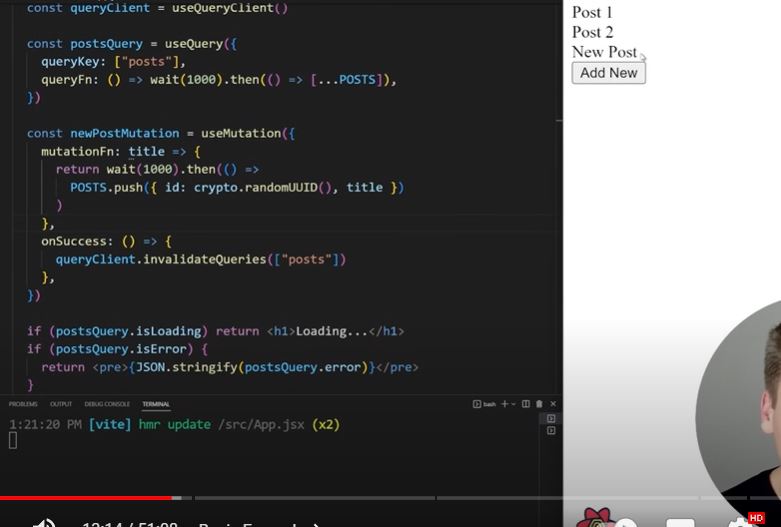 const queryClient = useQueryClient()
const postsQuery = useQuery({
queryKey: ["posts"],
queryFn: () => wait(1000).then(() => [...POSTS]),
})
const newPostMutation = useMutation({
mutationFn: title => {
return wait(1000).then(() =>
POSTS.push({ id: crypto.randomUUID(), title })
)
},
onSuccess: () => {
queryClient.invalidateQueries(["posts"])
},
})
if (postsQuery.isLoading) return <h1>Loading...</h1>
if (postsQuery.isError) {
return <pre>{JSON.stringify(postsQuery.error)}</pre>
}
PROBLEMS OUTPUT DEBUG CONSOLE TERMINAL bash
1:21:20 PM [vite] hmr update /src/App.jsx (x2)
Post 1
Post 2
New Post
Add New
HD